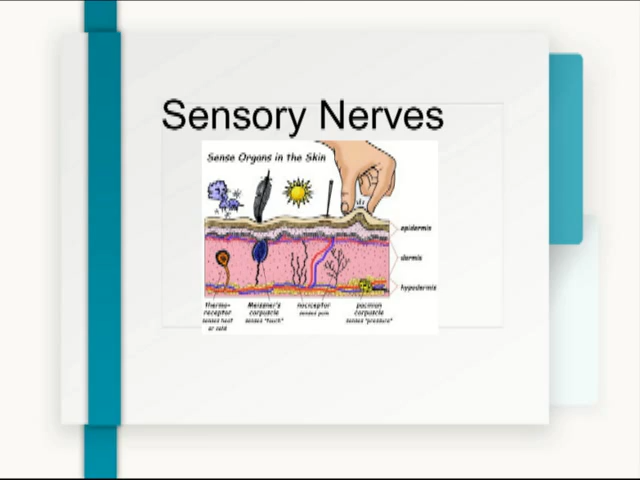 Sensory Nerves
Sense Organs in the Skin
epidermis
dermis
hypodermis
Thermo-
receptor
senses heat
or cold
Meissner's
corpuscle
senses "touch"
nociceptor
senses pain
pacinian
corpuscle
senses "pressure"